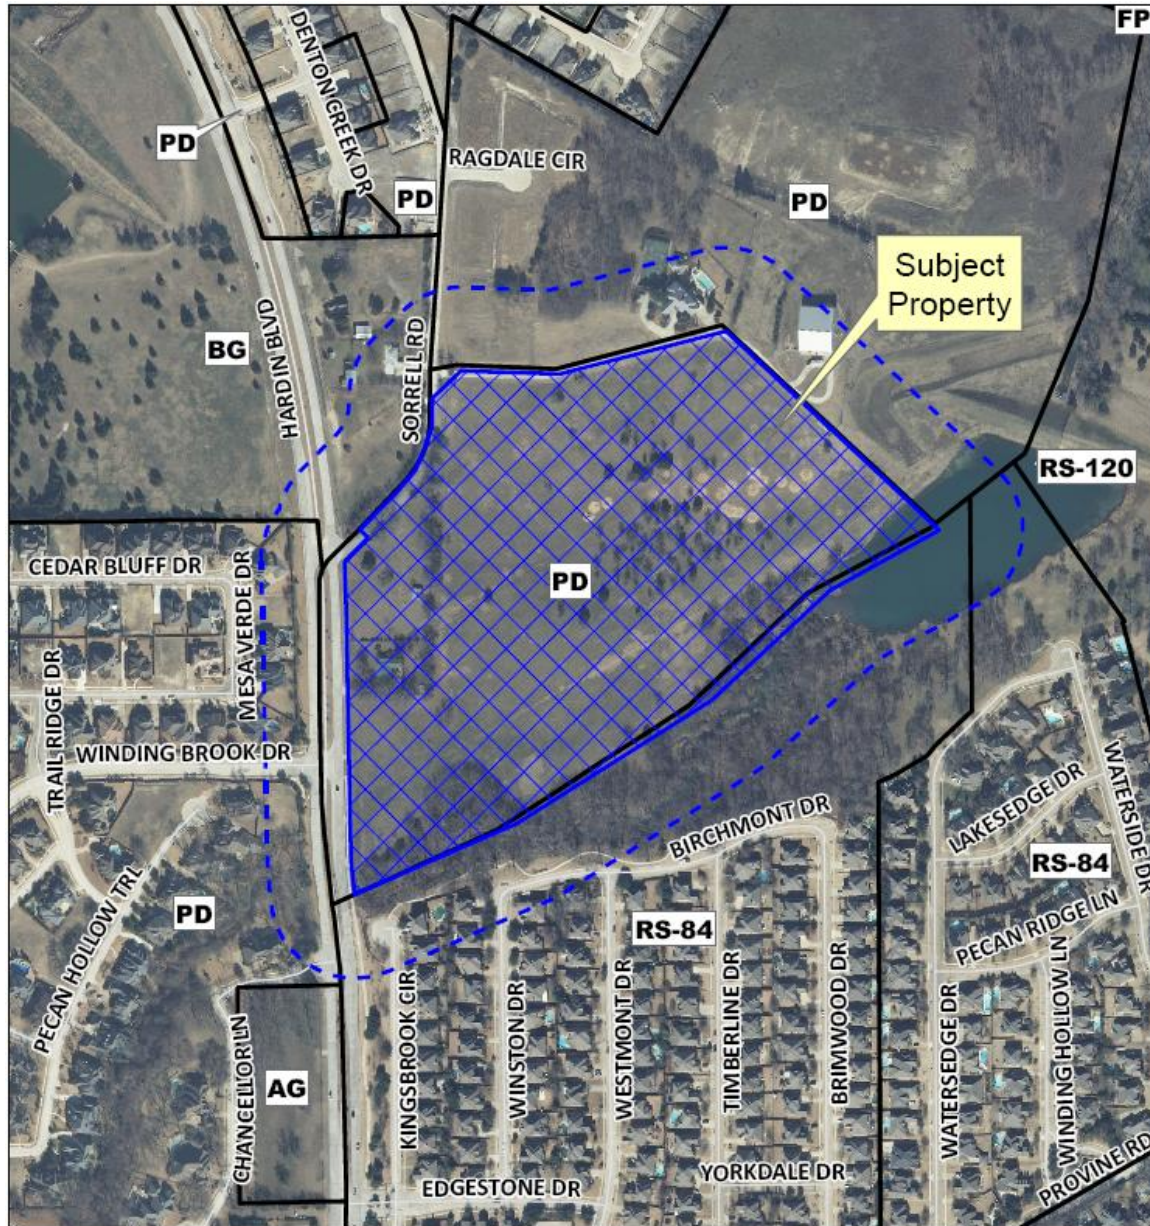 FP
DENTON CREEK DR
PD
RAGDALE CIR
PD
PD
Subject
Property
HARDIN BLVD
BG
SORRELL RD
RS-120
CEDAR BLUFF DR
MESA VERDE DR
PD
TRAIL RIDGE DR
WINDING BROOK DR
WATERSIDE DR
LAKESEDGE DR
BIRCHMONT DR
RS-84
PECAN HOLLOW TRL
PD
RS-84
PECAN RIDGE LN
KINGSBROOK CIR
WINSTON DR
WESTMONT DR
TIMBERLINE DR
BRIMWOOD DR
WATERSEDGE DR
WINDING HOLLOW LN
CHANCELLOR LN
AG
EDGESTONE DR
YORKDALE DR
PROVINE RD